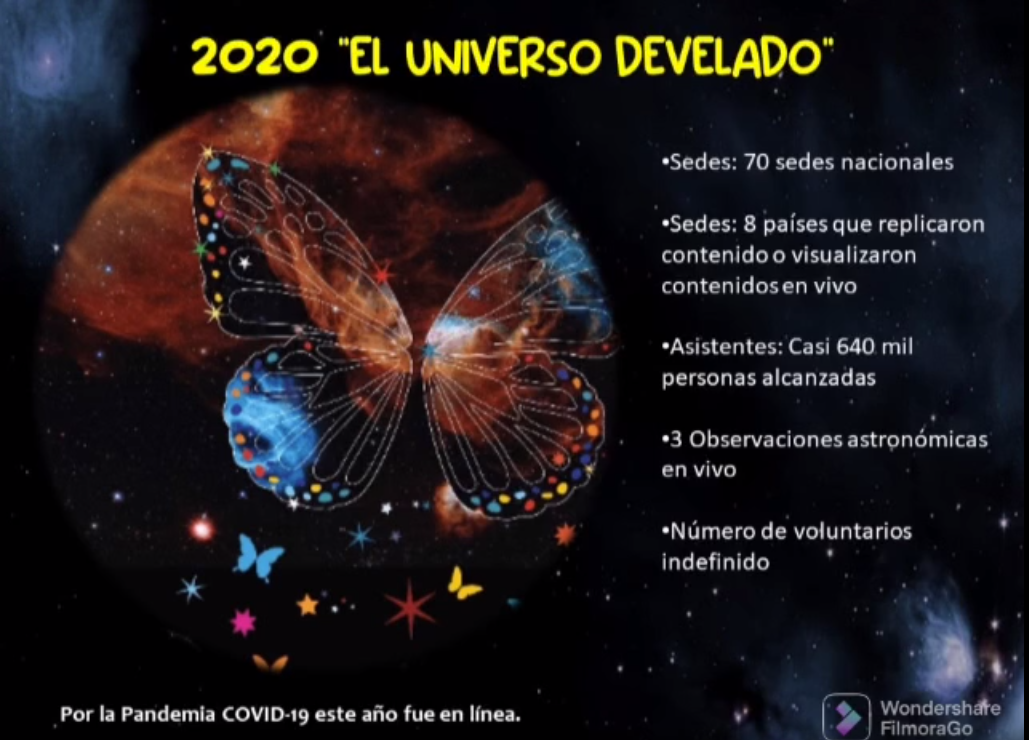 2020 "EL UNIVERSO DEVELADO"
•Sedes: 70 sedes nacionales
•Sedes: 8 países que replicaron
contenido o visualizaron
contenidos en vivo
•Asistentes: Casi 640 mil
personas alcanzadas
•3 Observaciones astronómicas
en vivo
•Número de voluntarios
indefinido
Por la Pandemia COVID-19 este año fue en línea.
Wondershare
FilmoraGo